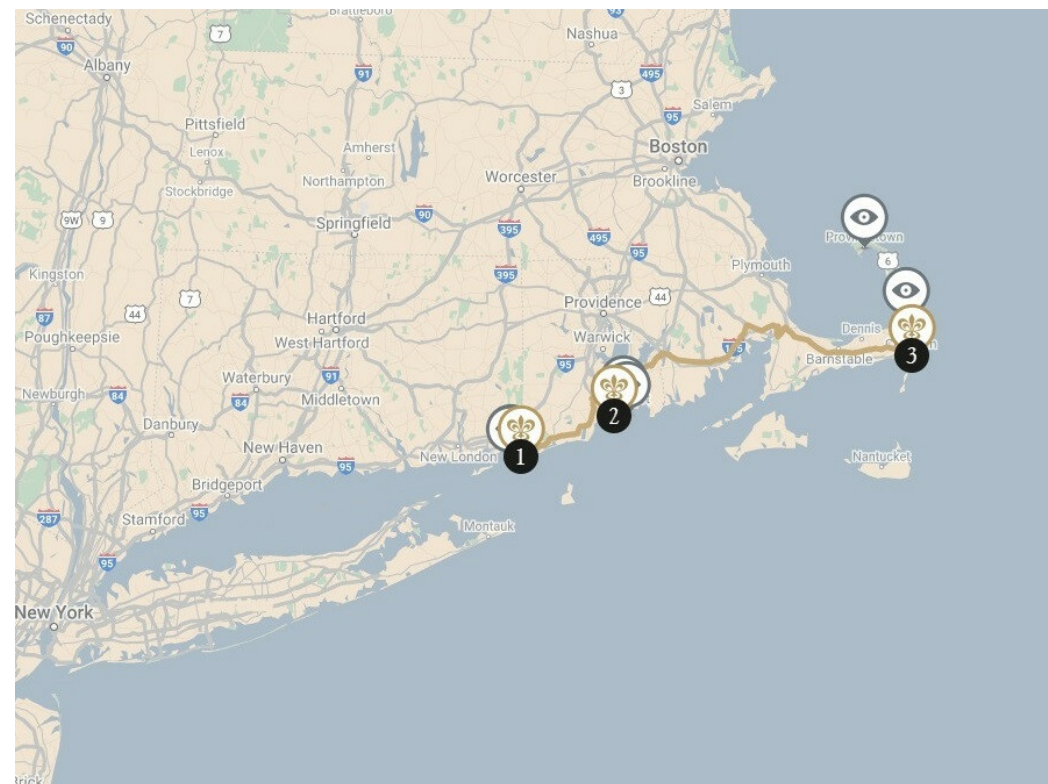 Schenectady
Brattleboro
93
7
Nashua
90
Albany
91
495
3
Salem
95
Pittsfield
Amherst
Boston
Lenox
Northampton
Worcester
Brookline
Stockbridge
9W
9
90
Springfield
395
495
95
Provincetown
6
Kingston
395
Plymouth
7
44
Providence
44
87
Hartford
Warwick
Dennis
Poughkeepsie
West Hartford
Barnstable
Waterbury
91
95
195
3
Newburgh
84
84
Middletown
2
Danbury
New Haven
New London
1
Nantucket
95
Bridgeport
95
Stamford
287
Montauk
95
New York
Brick